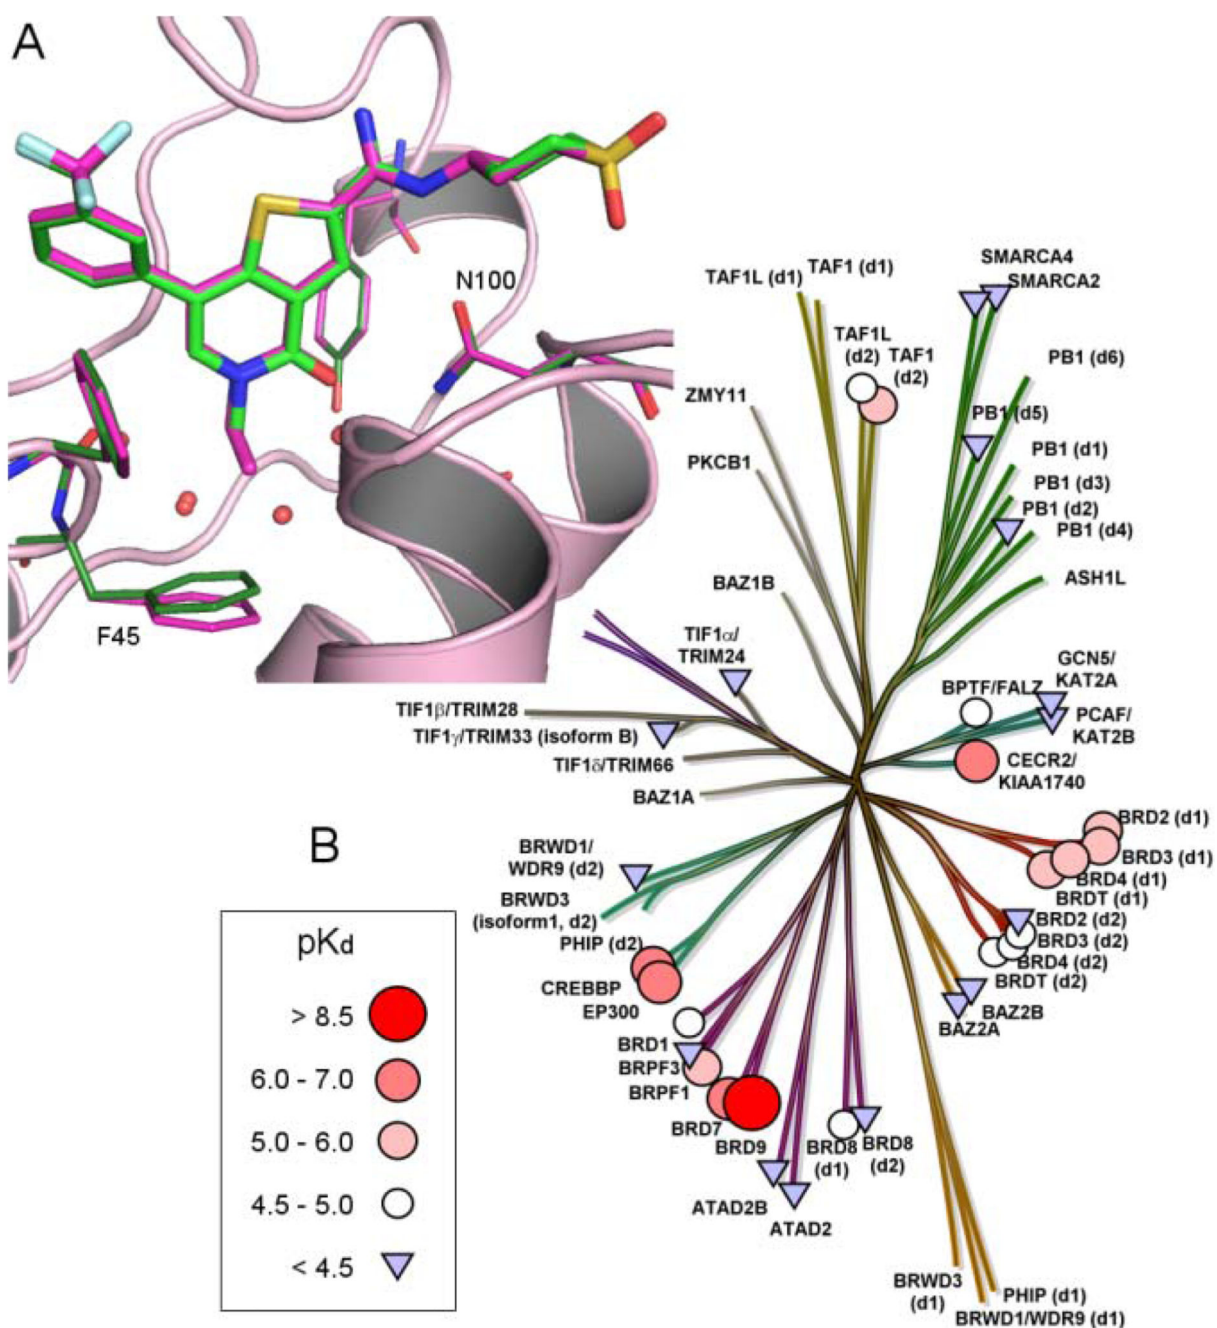 A
N100
F45
SMARCA4
SMARCA2
TAF1L (d1)
TAF1 (d1)
TAF1L
(d2)
TAF1
(d2)
PB1 (d6)
ZMY11
PB1 (d5)
PB1 (d1)
PKCB1
PB1 (d3)
PB1 (d2)
PB1 (d4)
BAZ1B
ASH1L
TIF1α/
TRIM24
GCN5/
KAT2A
BPTF/FALZ
TIF1β/TRIM28
PCAF/
KAT2B
TIF1γ/TRIM33 (isoform B)
TIF1δ/TRIM66
CECR2/
KIAA1740
BAZ1A
BRD2 (d1)
BRD3 (d1)
BRD4 (d1)
BRDT (d1)
B
BRWD1/
WDR9 (d2)
BRWD3
(isoform1, d2)
PHIP (d2)
BRD2 (d2)
BRD3 (d2)
BRD4 (d2)
BRDT (d2)
CREBBP
EP300
BAZ2B
BAZ2A
BRD1
BRPF3
BRPF1
BRD7
BRD9
BRD8
(d1)
BRD8
(d2)
ATAD2B
ATAD2
BRWD3
(d1)
PHIP (d1)
BRWD1/WDR9 (d1)
pKd
> 8.5
6.0 - 7.0
5.0 - 6.0
4.5 - 5.0
< 4.5